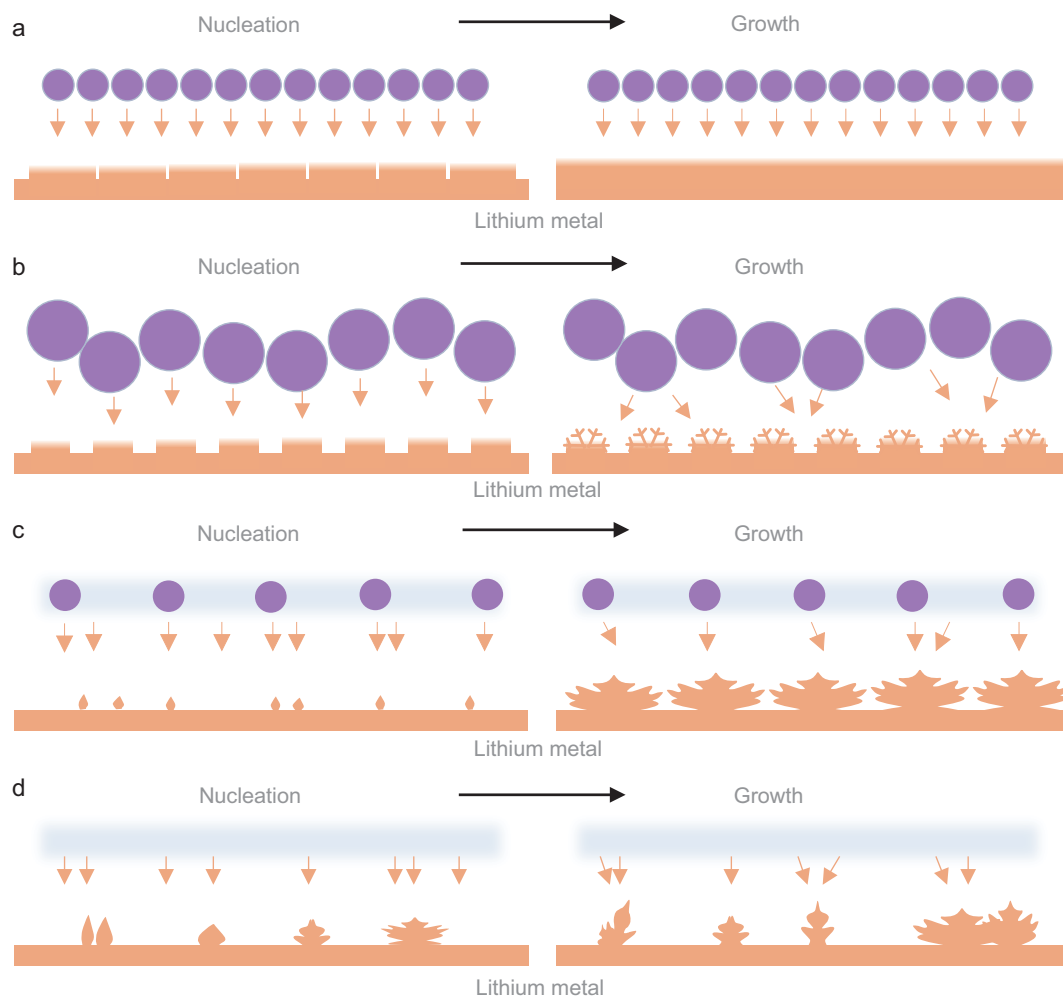 a
Nucleation
Growth
Lithium metal
b
Nucleation
Growth
Lithium metal
c
Nucleation
Growth
Lithium metal
d
Nucleation
Growth
Lithium metal